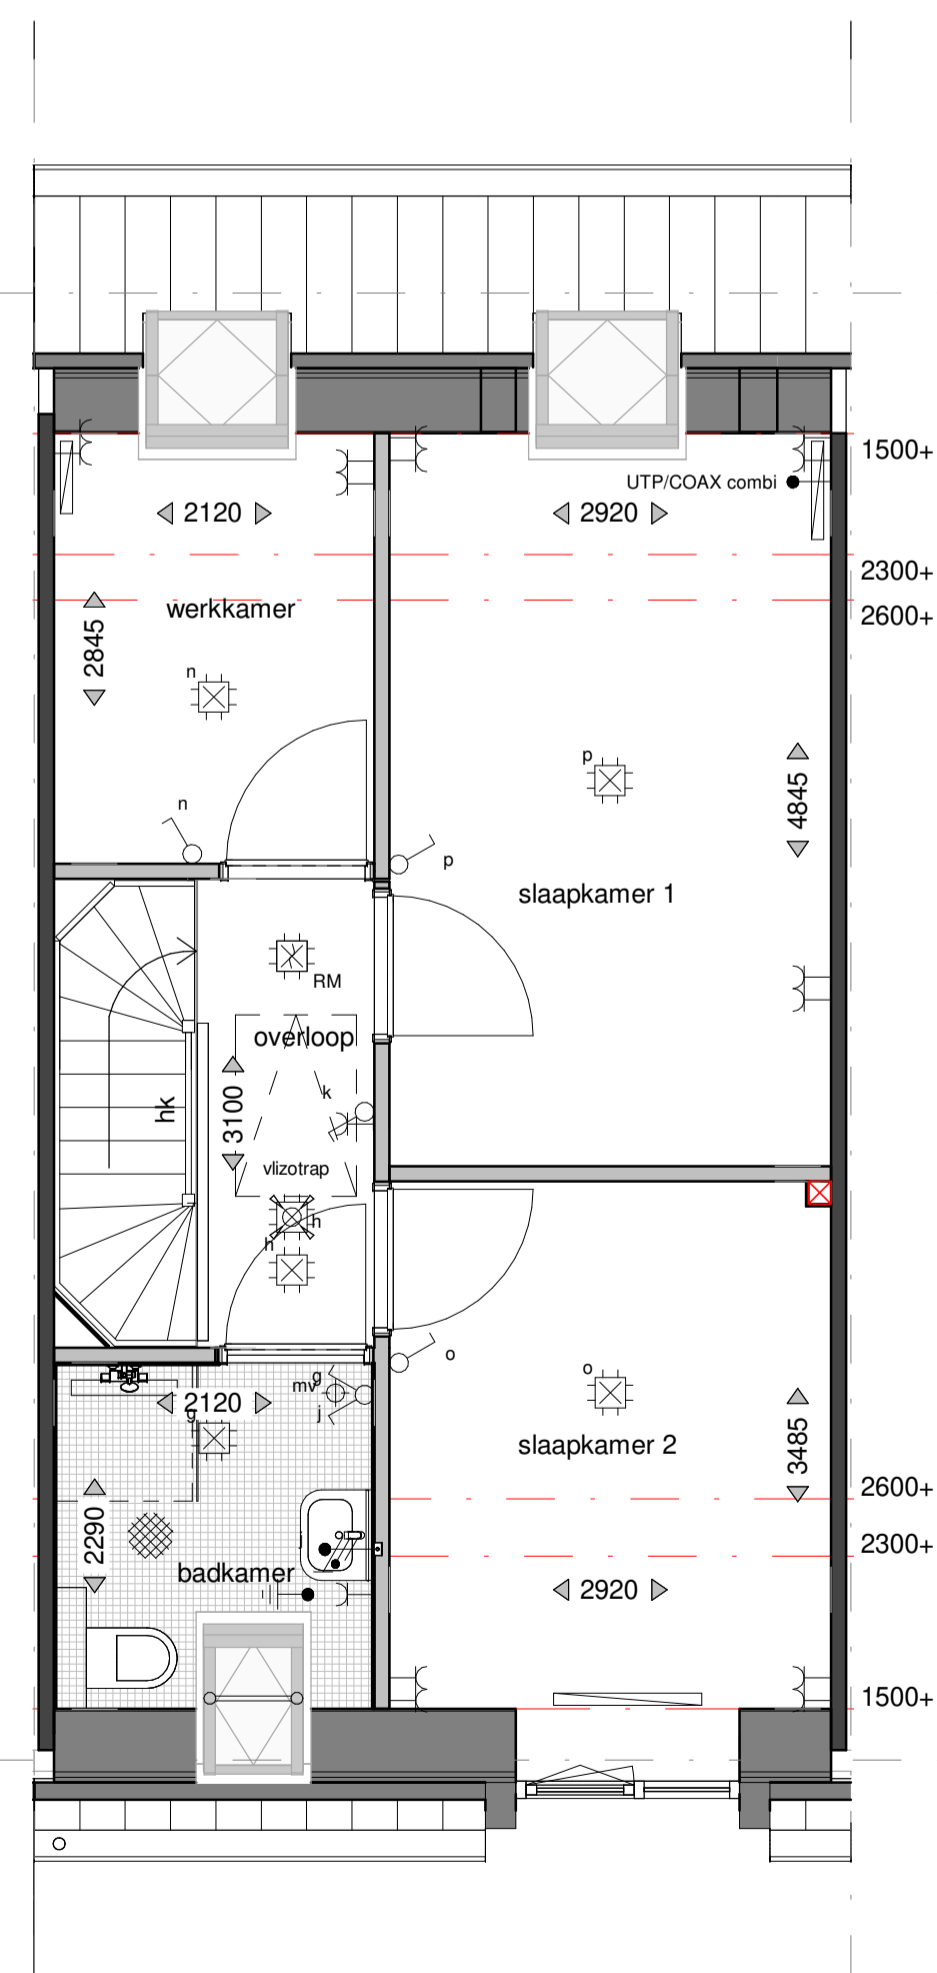 1500+
UTP/COAX combi
2120
2920
2300+
2600+
werkkamer
2845
n
p
4845
n
p
slaapkamer 1
RM
overloop
k
hk
3100
vlizotrap
h
h
o
o
g
mv
2120
j
g
slaapkamer 2
3485
2600+
2290
j
2300+
badkamer
2920
1500+